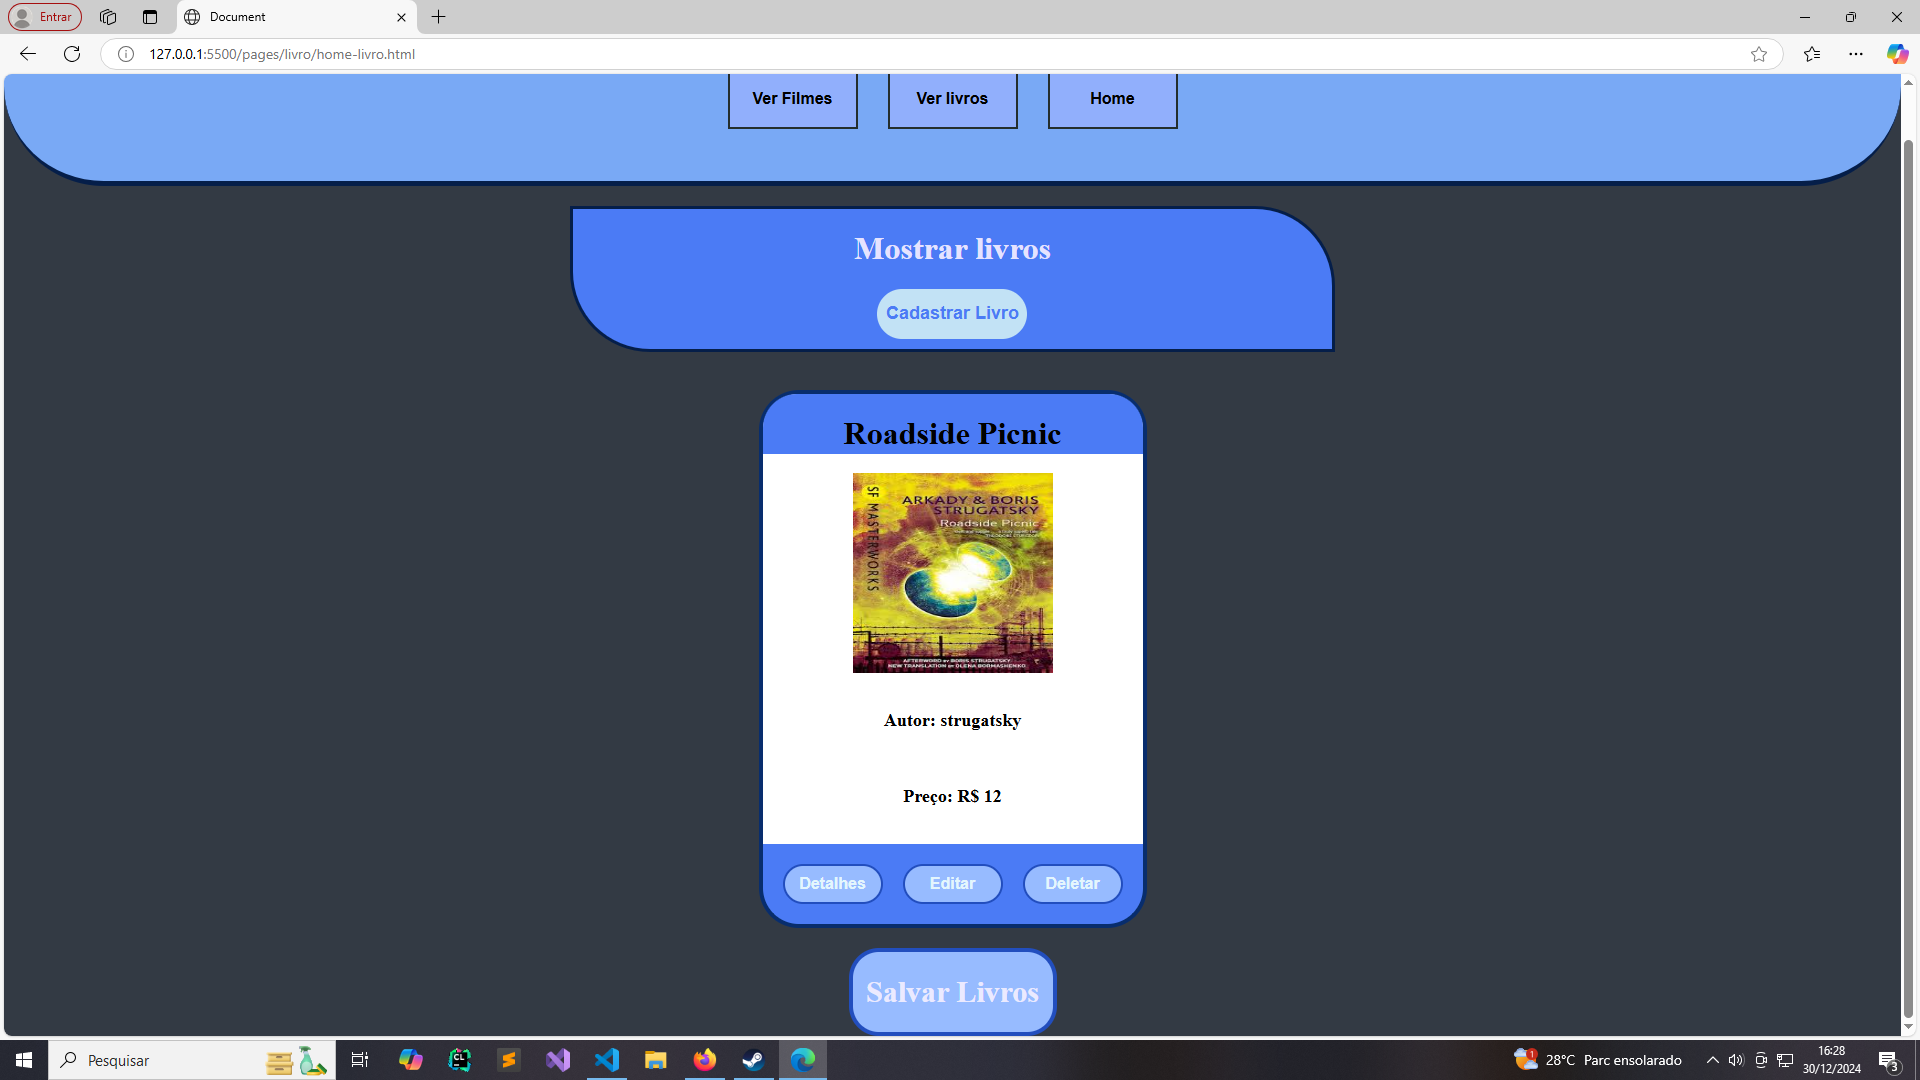 Entrar
Document
127.0.0.1:5500/pages/livro/home-livro.html
Ver Filmes
Ver livros
Home
Mostrar livros
Cadastrar Livro
Roadside Picnic
SF MASTERWORKS
ARKADY & BORIS
STRUGATSKY
Roadside Picnic
AFTERWORD BY BORIS STRUGATSKY
NEW TRANSLATION BY OLENA BORMASHENKO
Autor: strugatsky
Preço: R$ 12
Detalhes
Editar
Deletar
Salvar Livros
Pesquisar
CL
1
28°C Parc ensolarado
16:28
30/12/2024
3